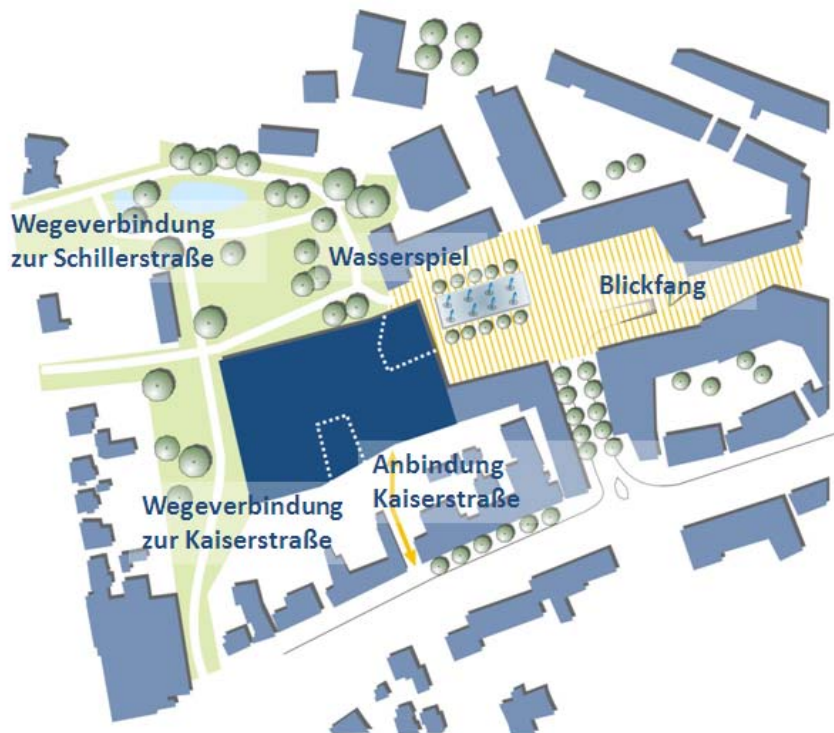 Wegeverbindung
zur Schillerstraße
Wasserspiel
Blickfang
Anbindung
Kaiserstraße
Wegeverbindung
zur Kaiserstraße